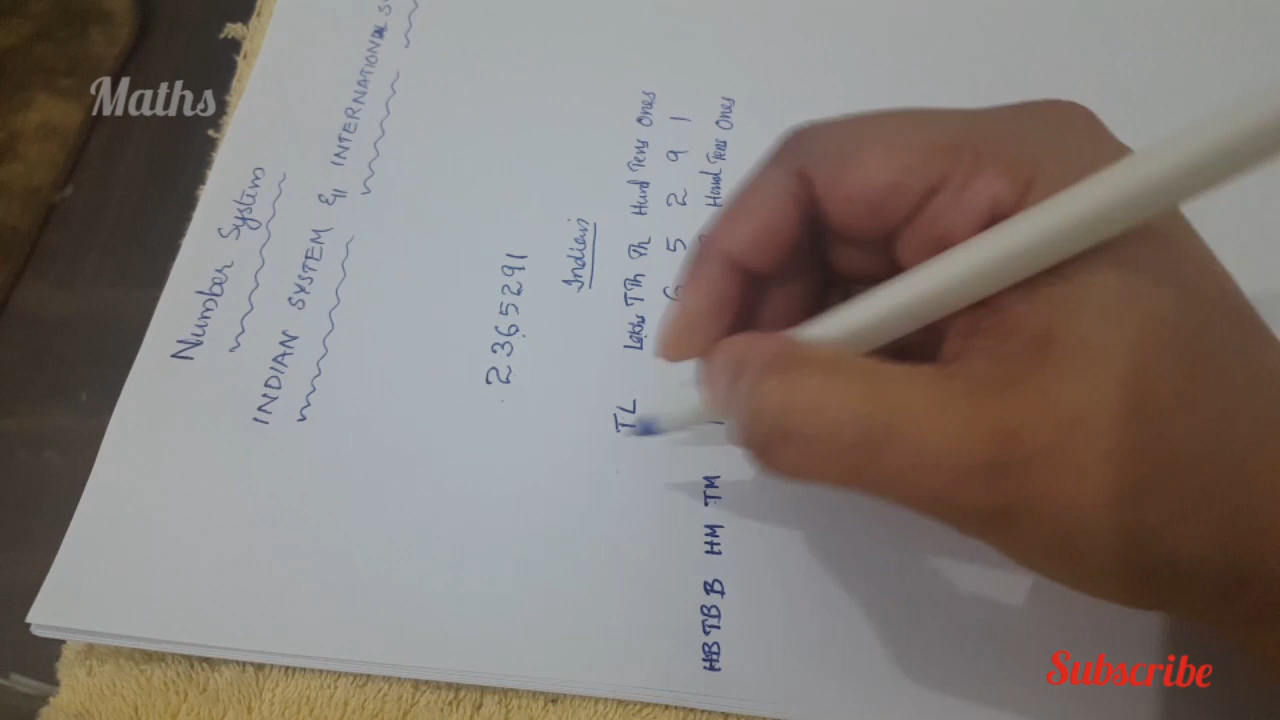 Maths
Number System
INDIAN SYSTEM & INTERNATIONAL
2365291
Indian
TL Lakhs TTh Th Hund Tens Ones
6 5 2 9 1
HB TB B HM TM Hund Tens Ones
Subscribe